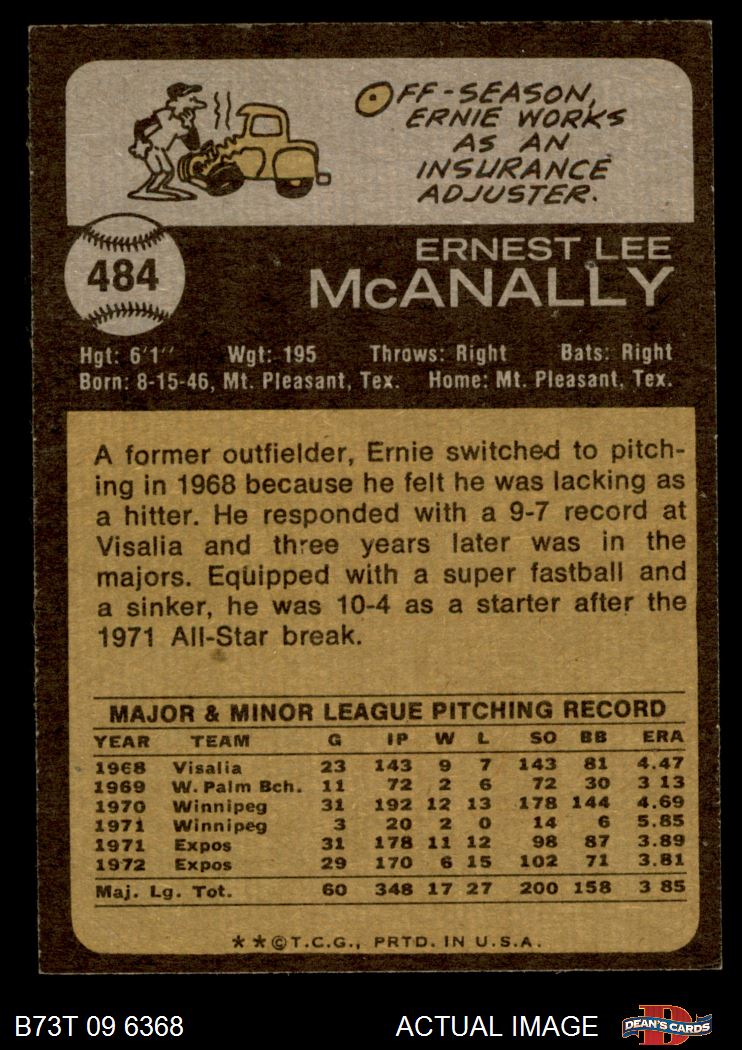 OFF-SEASON,
ERNIE WORKS
AS AN
INSURANCE
ADJUSTER.
484
ERNEST LEE
McANALLY
Hgt: 6'1'' Wgt: 195 Throws: Right Bats: Right
Born: 8-15-46, Mt. Pleasant, Tex. Home: Mt. Pleasant, Tex.
A former outfielder, Ernie switched to pitch-
ing in 1968 because he felt he was lacking as
a hitter. He responded with a 9-7 record at
Visalia and three years later was in the
majors. Equipped with a super fastball and
a sinker, he was 10-4 as a starter after the
1971 All-Star break.
MAJOR & MINOR LEAGUE PITCHING RECORD
YEAR TEAM G IP W L SO BB ERA
1968 Visalia 23 143 9 7 143 81 4.47
1969 W. Palm Bch. 11 72 2 6 72 30 3 13
1970 Winnipeg 31 192 12 13 178 144 4.69
1971 Winnipeg 3 20 2 0 14 6 5.85
1971 Expos 31 178 11 12 98 87 3.89
1972 Expos 29 170 6 15 102 71 3.81
Maj. Lg. Tot. 60 348 17 27 200 158 3 85
**©T.C.G., PRTD. IN U.S.A.
B73T 09 6368 ACTUAL IMAGE D DEAN'S CARDS